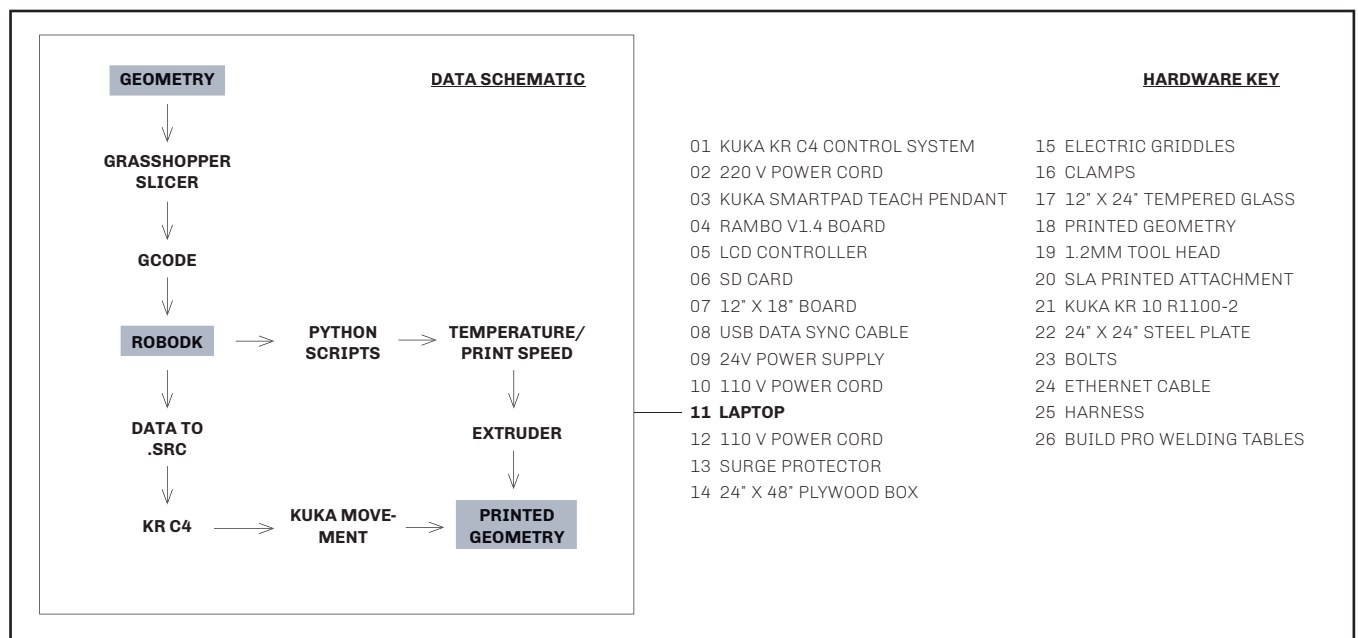 GEOMETRY
DATA SCHEMATIC
GRASSHOPPER
SLICER
GCODE
ROBODK
PYTHON
SCRIPTS
TEMPERATURE/
PRINT SPEED
DATA TO
.SRC
EXTRUDER
KR C4
KUKA MOVE-
MENT
PRINTED
GEOMETRY
HARDWARE KEY
01 KUKA KR C4 CONTROL SYSTEM
02 220 V POWER CORD
03 KUKA SMARTPAD TEACH PENDANT
04 RAMBO V1.4 BOARD
05 LCD CONTROLLER
06 SD CARD
07 12" X 18" BOARD
08 USB DATA SYNC CABLE
09 24V POWER SUPPLY
10 110 V POWER CORD
11 LAPTOP
12 110 V POWER CORD
13 SURGE PROTECTOR
14 24" X 48" PLYWOOD BOX
15 ELECTRIC GRIDDLES
16 CLAMPS
17 12" X 24" TEMPERED GLASS
18 PRINTED GEOMETRY
19 1.2MM TOOL HEAD
20 SLA PRINTED ATTACHMENT
21 KUKA KR 10 R1100-2
22 24" X 24" STEEL PLATE
23 BOLTS
24 ETHERNET CABLE
25 HARNESS
26 BUILD PRO WELDING TABLES